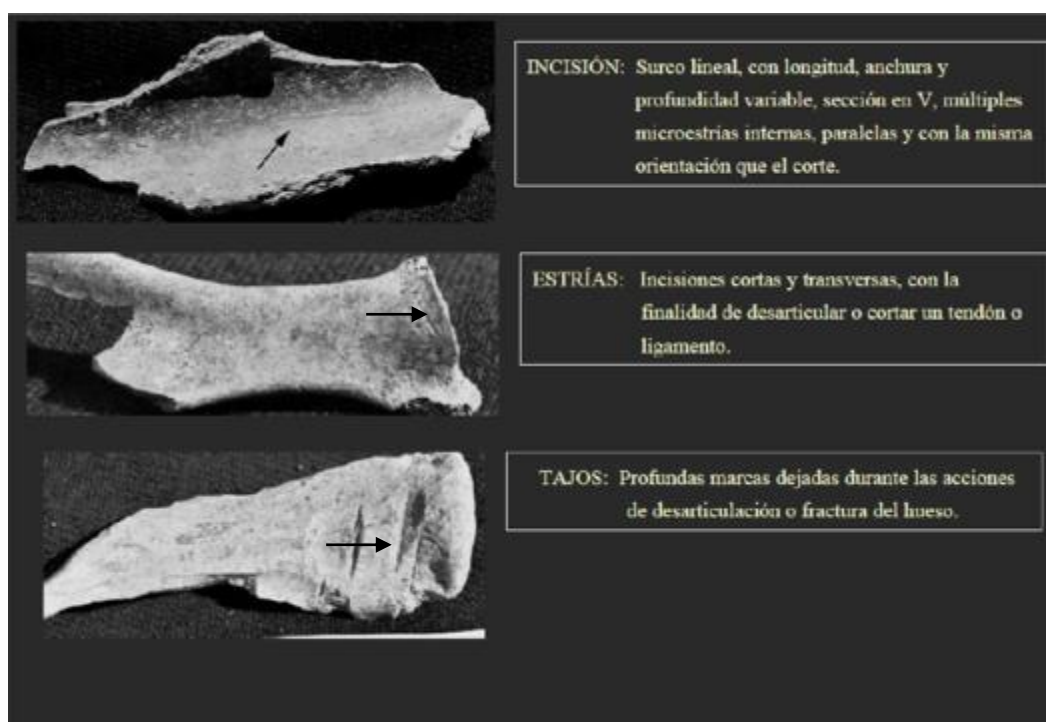 INCISIÓN: Surco lineal, con longitud, anchura y
profundidad variable, sección en V, múltiples
microestrías internas, paralelas y con la misma
orientación que el corte.
ESTRÍAS: Incisiones cortas y transversas, con la
finalidad de desarticular o cortar un tendón o
ligamento.
TAJOS: Profundas marcas dejadas durante las acciones
de desarticulación o fractura del hueso.